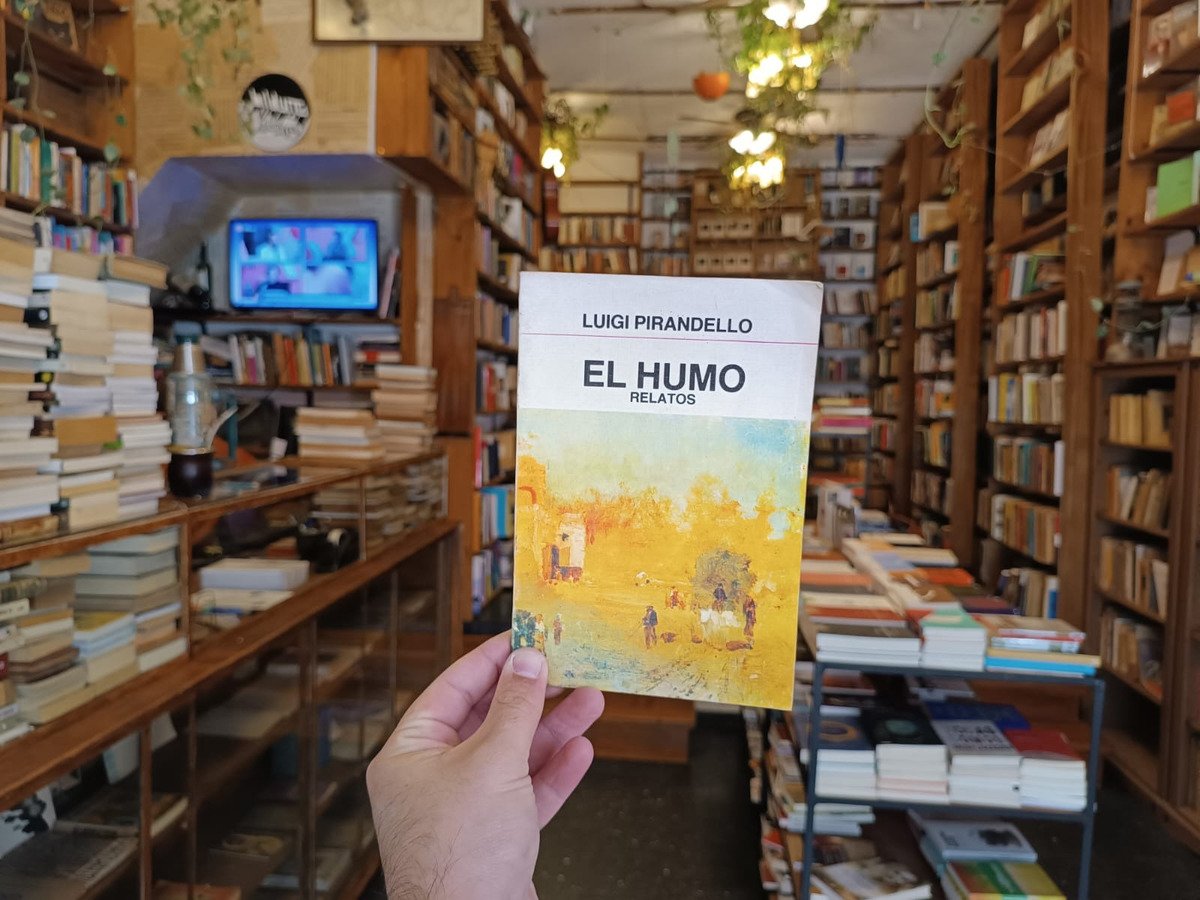 LUIGI PIRANDELLO
EL HUMO
RELATOS